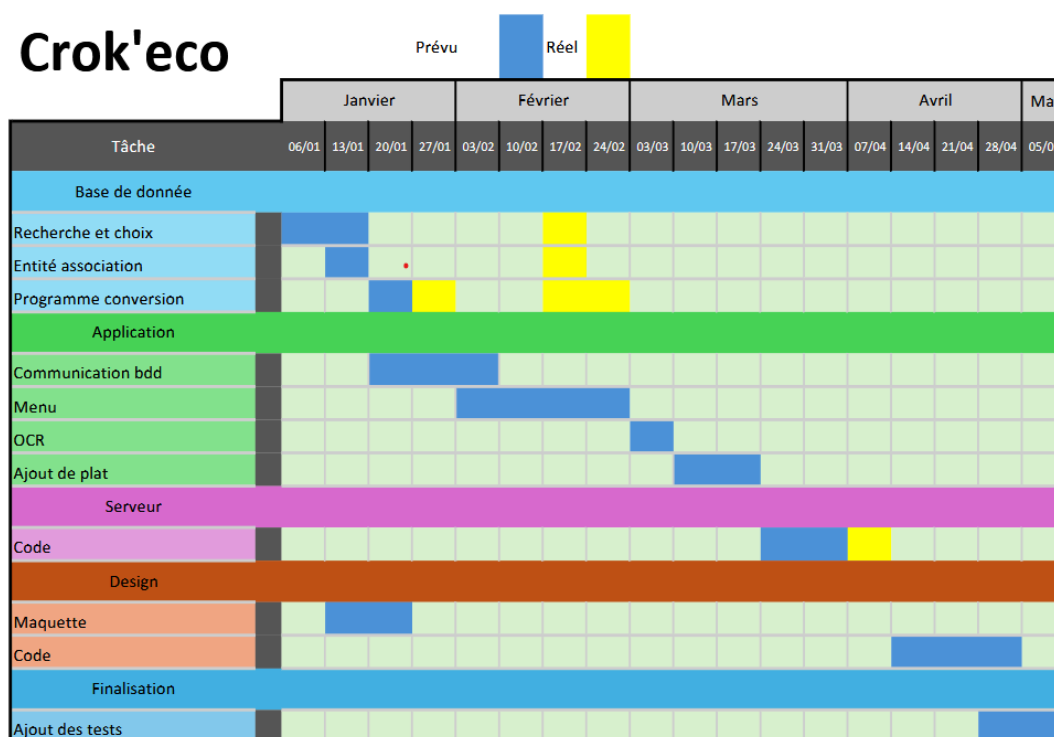 Crok'eco
Prévu
Réel
Janvier Février Mars Avril Ma
Tâche 06/01 13/01 20/01 27/01 03/02 10/02 17/02 24/02 03/03 10/03 17/03 24/03 31/03 07/04 14/04 21/04 28/04 05/0
Base de donnée
Recherche et choix
Entité association
Programme conversion
Application
Communication bdd
Menu
OCR
Ajout de plat
Serveur
Code
Design
Maquette
Code
Finalisation
Ajout des tests